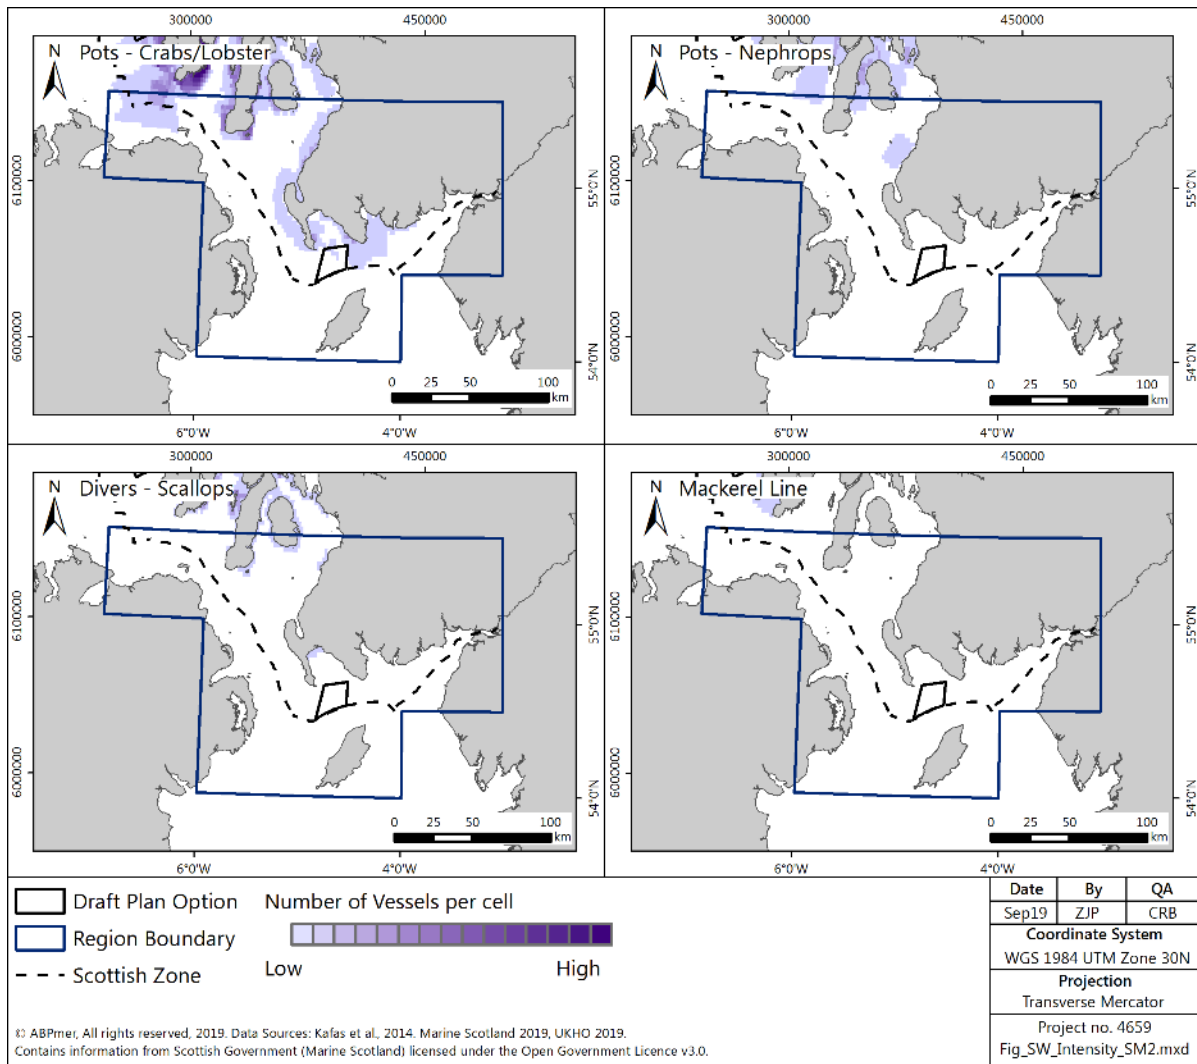 300000 450000
300000 450000
N
Pots - Crabs/Lobster
N
Pots - Nephrops
6100000
55°0'N
6100000
55°0'N
6000000
54°0'N
6000000
54°0'N
0 25 50 100
km
0 25 50 100
km
6°0'W 4°0'W
6°0'W 4°0'W
300000 450000
300000 450000
N
Divers - Scallops
N
Mackerel Line
6100000
55°0'N
6100000
55°0'N
6000000
54°0'N
6000000
54°0'N
0 25 50 100
km
0 25 50 100
km
6°0'W 4°0'W
6°0'W 4°0'W
Draft Plan Option
Region Boundary
Scottish Zone
Number of Vessels per cell
Low High
Date By QA
Sep19 ZJP CRB
Coordinate System
WGS 1984 UTM Zone 30N
Projection
Transverse Mercator
Project no. 4659
Fig_SW_Intensity_SM2.mxd
© ABPmer, All rights reserved, 2019. Data Sources: Kafas et al., 2014. Marine Scotland 2019, UKHO 2019.
Contains information from Scottish Government (Marine Scotland) licensed under the Open Government Licence v3.0.